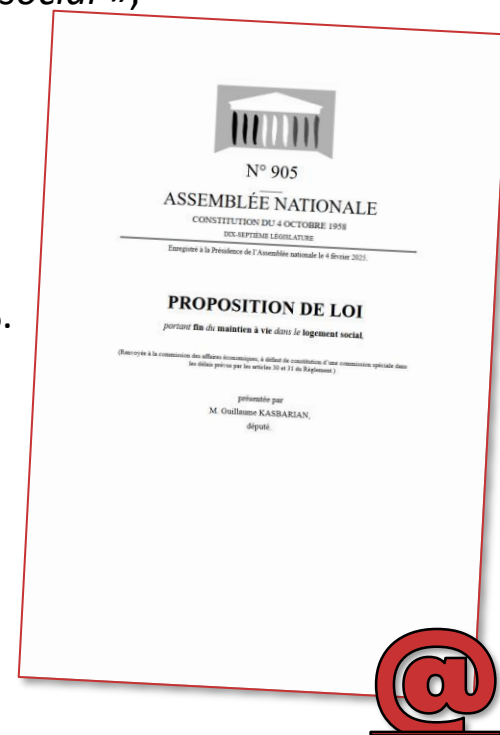 social »,
N° 905
ASSEMBLÉE NATIONALE
CONSTITUTION DU 4 OCTOBRE 1958
DIX-SEPTIÈME LÉGISLATURE
Enregistré à la Présidence de l'Assemblée nationale le 4 février 2025.
PROPOSITION DE LOI
portant fin du maintien à vie dans le logement social,
(Renvoyée à la commission des affaires économiques, à défaut de constitution d'une commission spéciale dans
les délais prévus par les articles 30 et 31 du Règlement.)
présentée par
M. Guillaume KASBARIAN,
député.
@